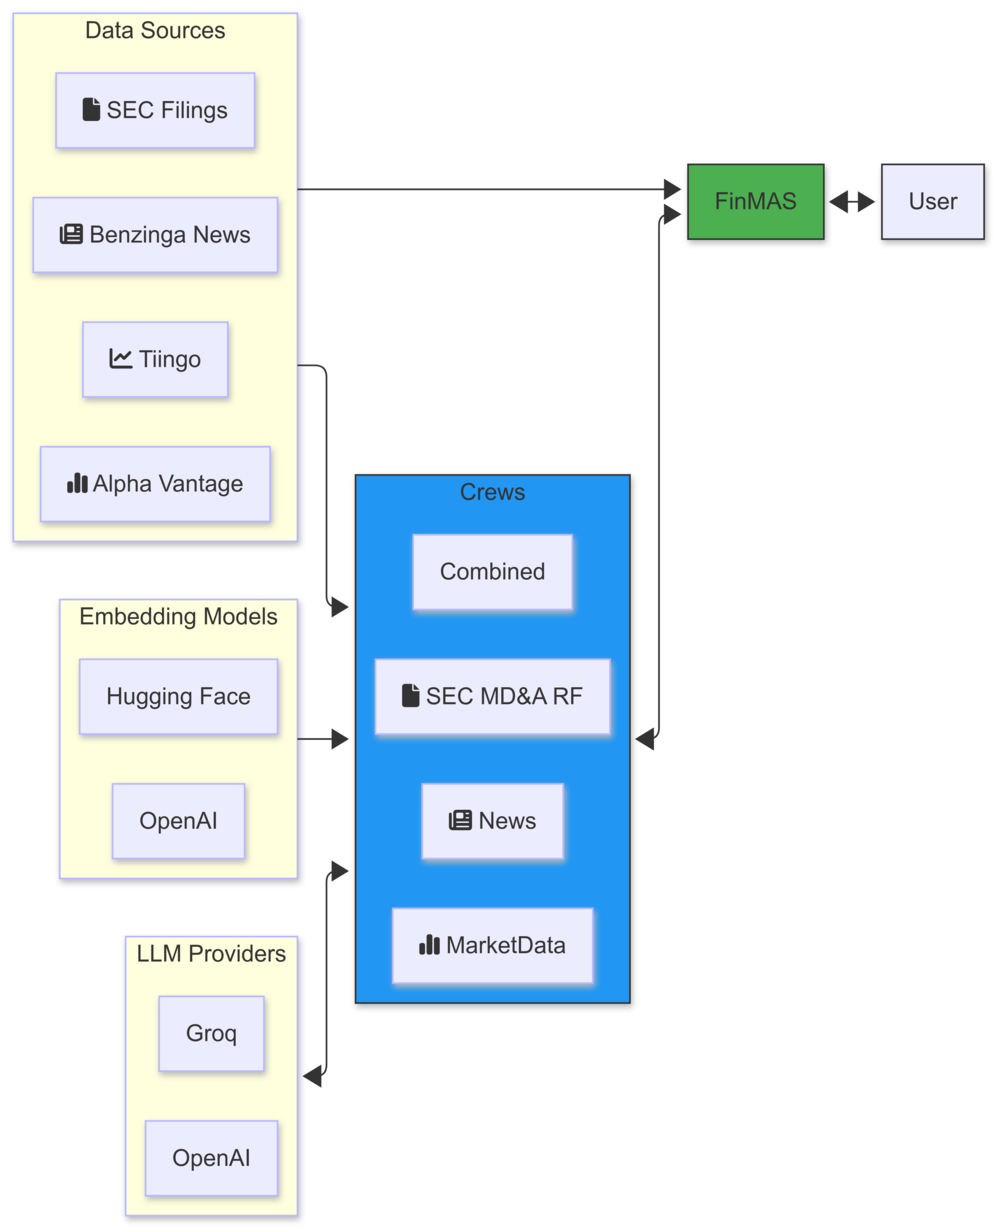 Data Sources
SEC Filings
Benzinga News
Tiingo
Alpha Vantage
FinMAS
User
Crews
Combined
SEC MD&A RF
News
MarketData
Embedding Models
Hugging Face
OpenAI
LLM Providers
Groq
OpenAI